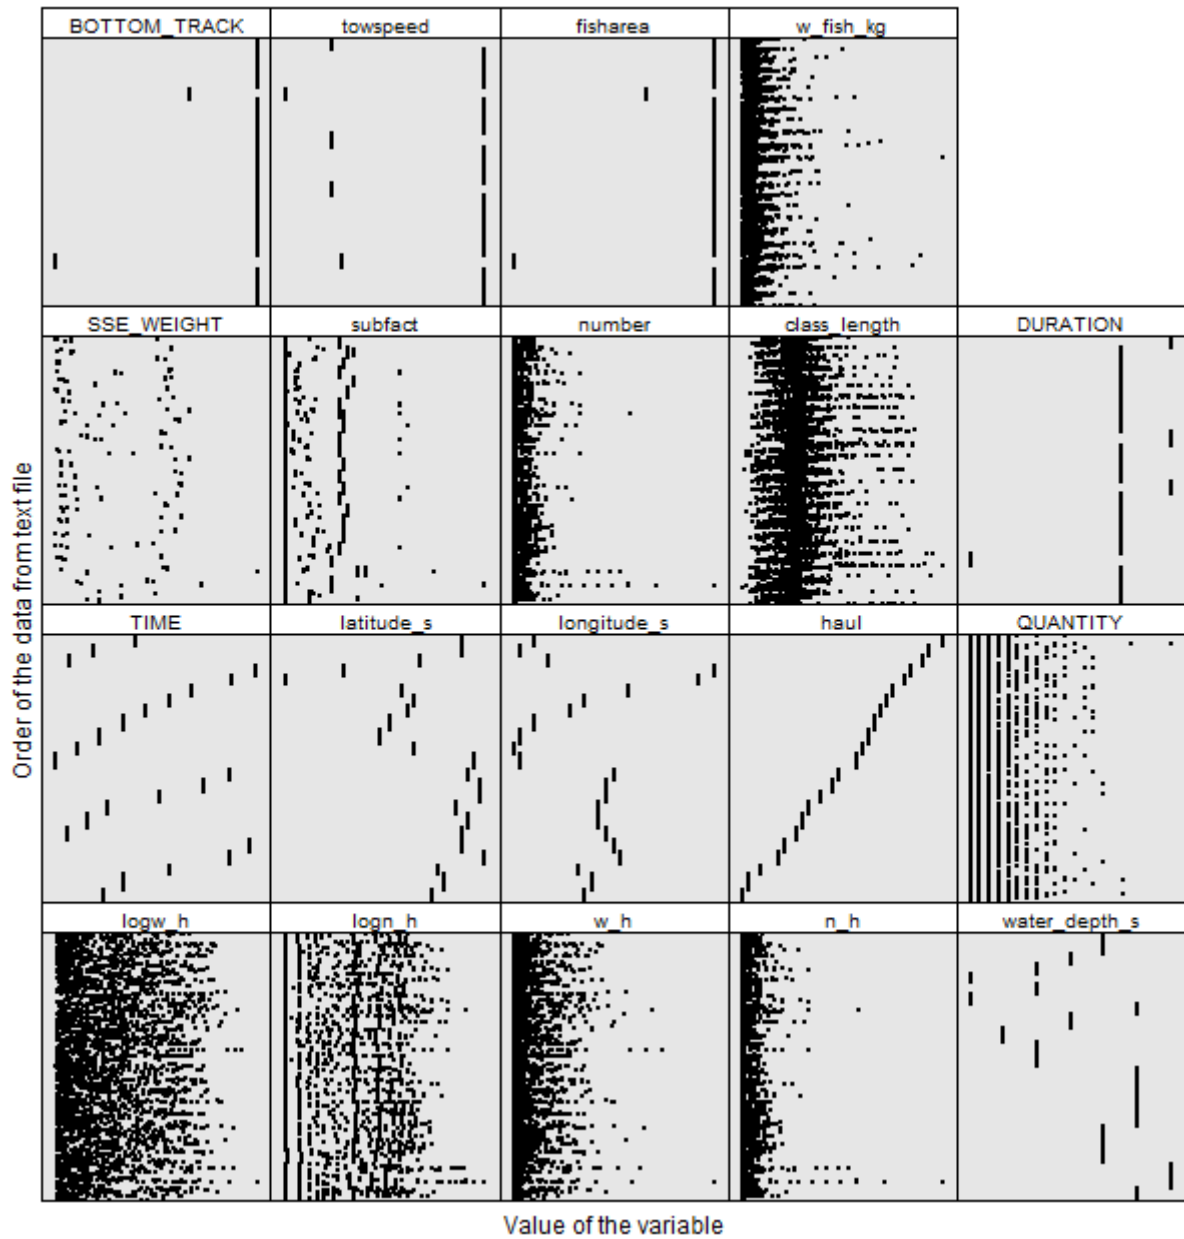 BOTTOM_TRACK towspeed fisharea w_fish_kg
SSE_WEIGHT subfact number class_length DURATION
TIME latitude_s longitude_s haul QUANTITY
logw_h logn_h w_h n_h water_depth_s
Order of the data from text file
Value of the variable